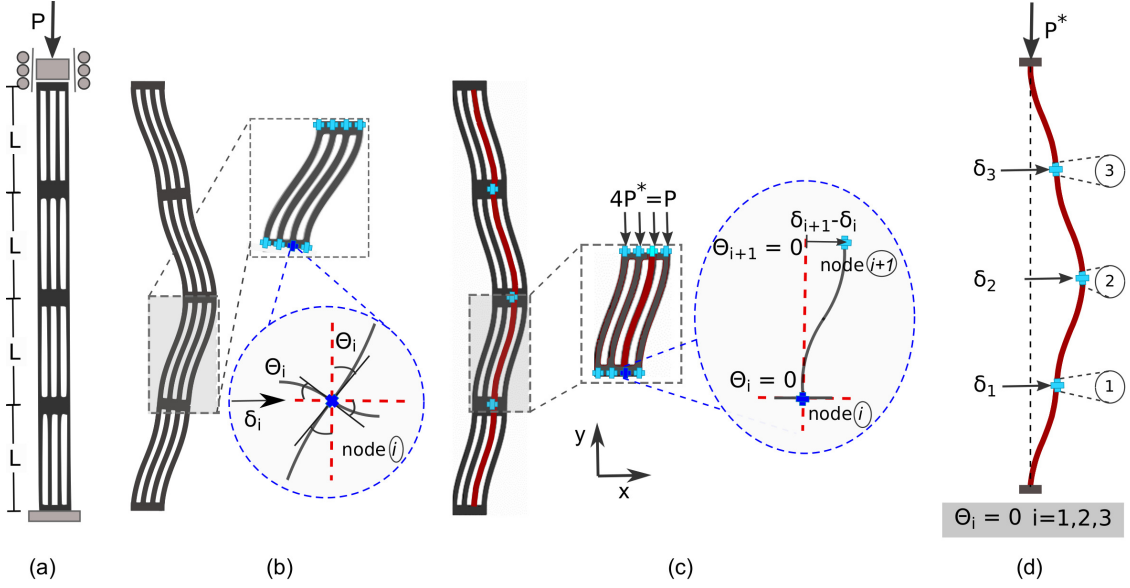 P
L
L
L
L
(a)
Θi
Θi
δi
node i
(b)
4P*=P
δi+1-δi
Θi+1 = 0
node i+1
Θi = 0
node i
y
x
(c)
P*
δ3
3
δ2
2
δ1
1
Θi = 0 i=1,2,3
(d)